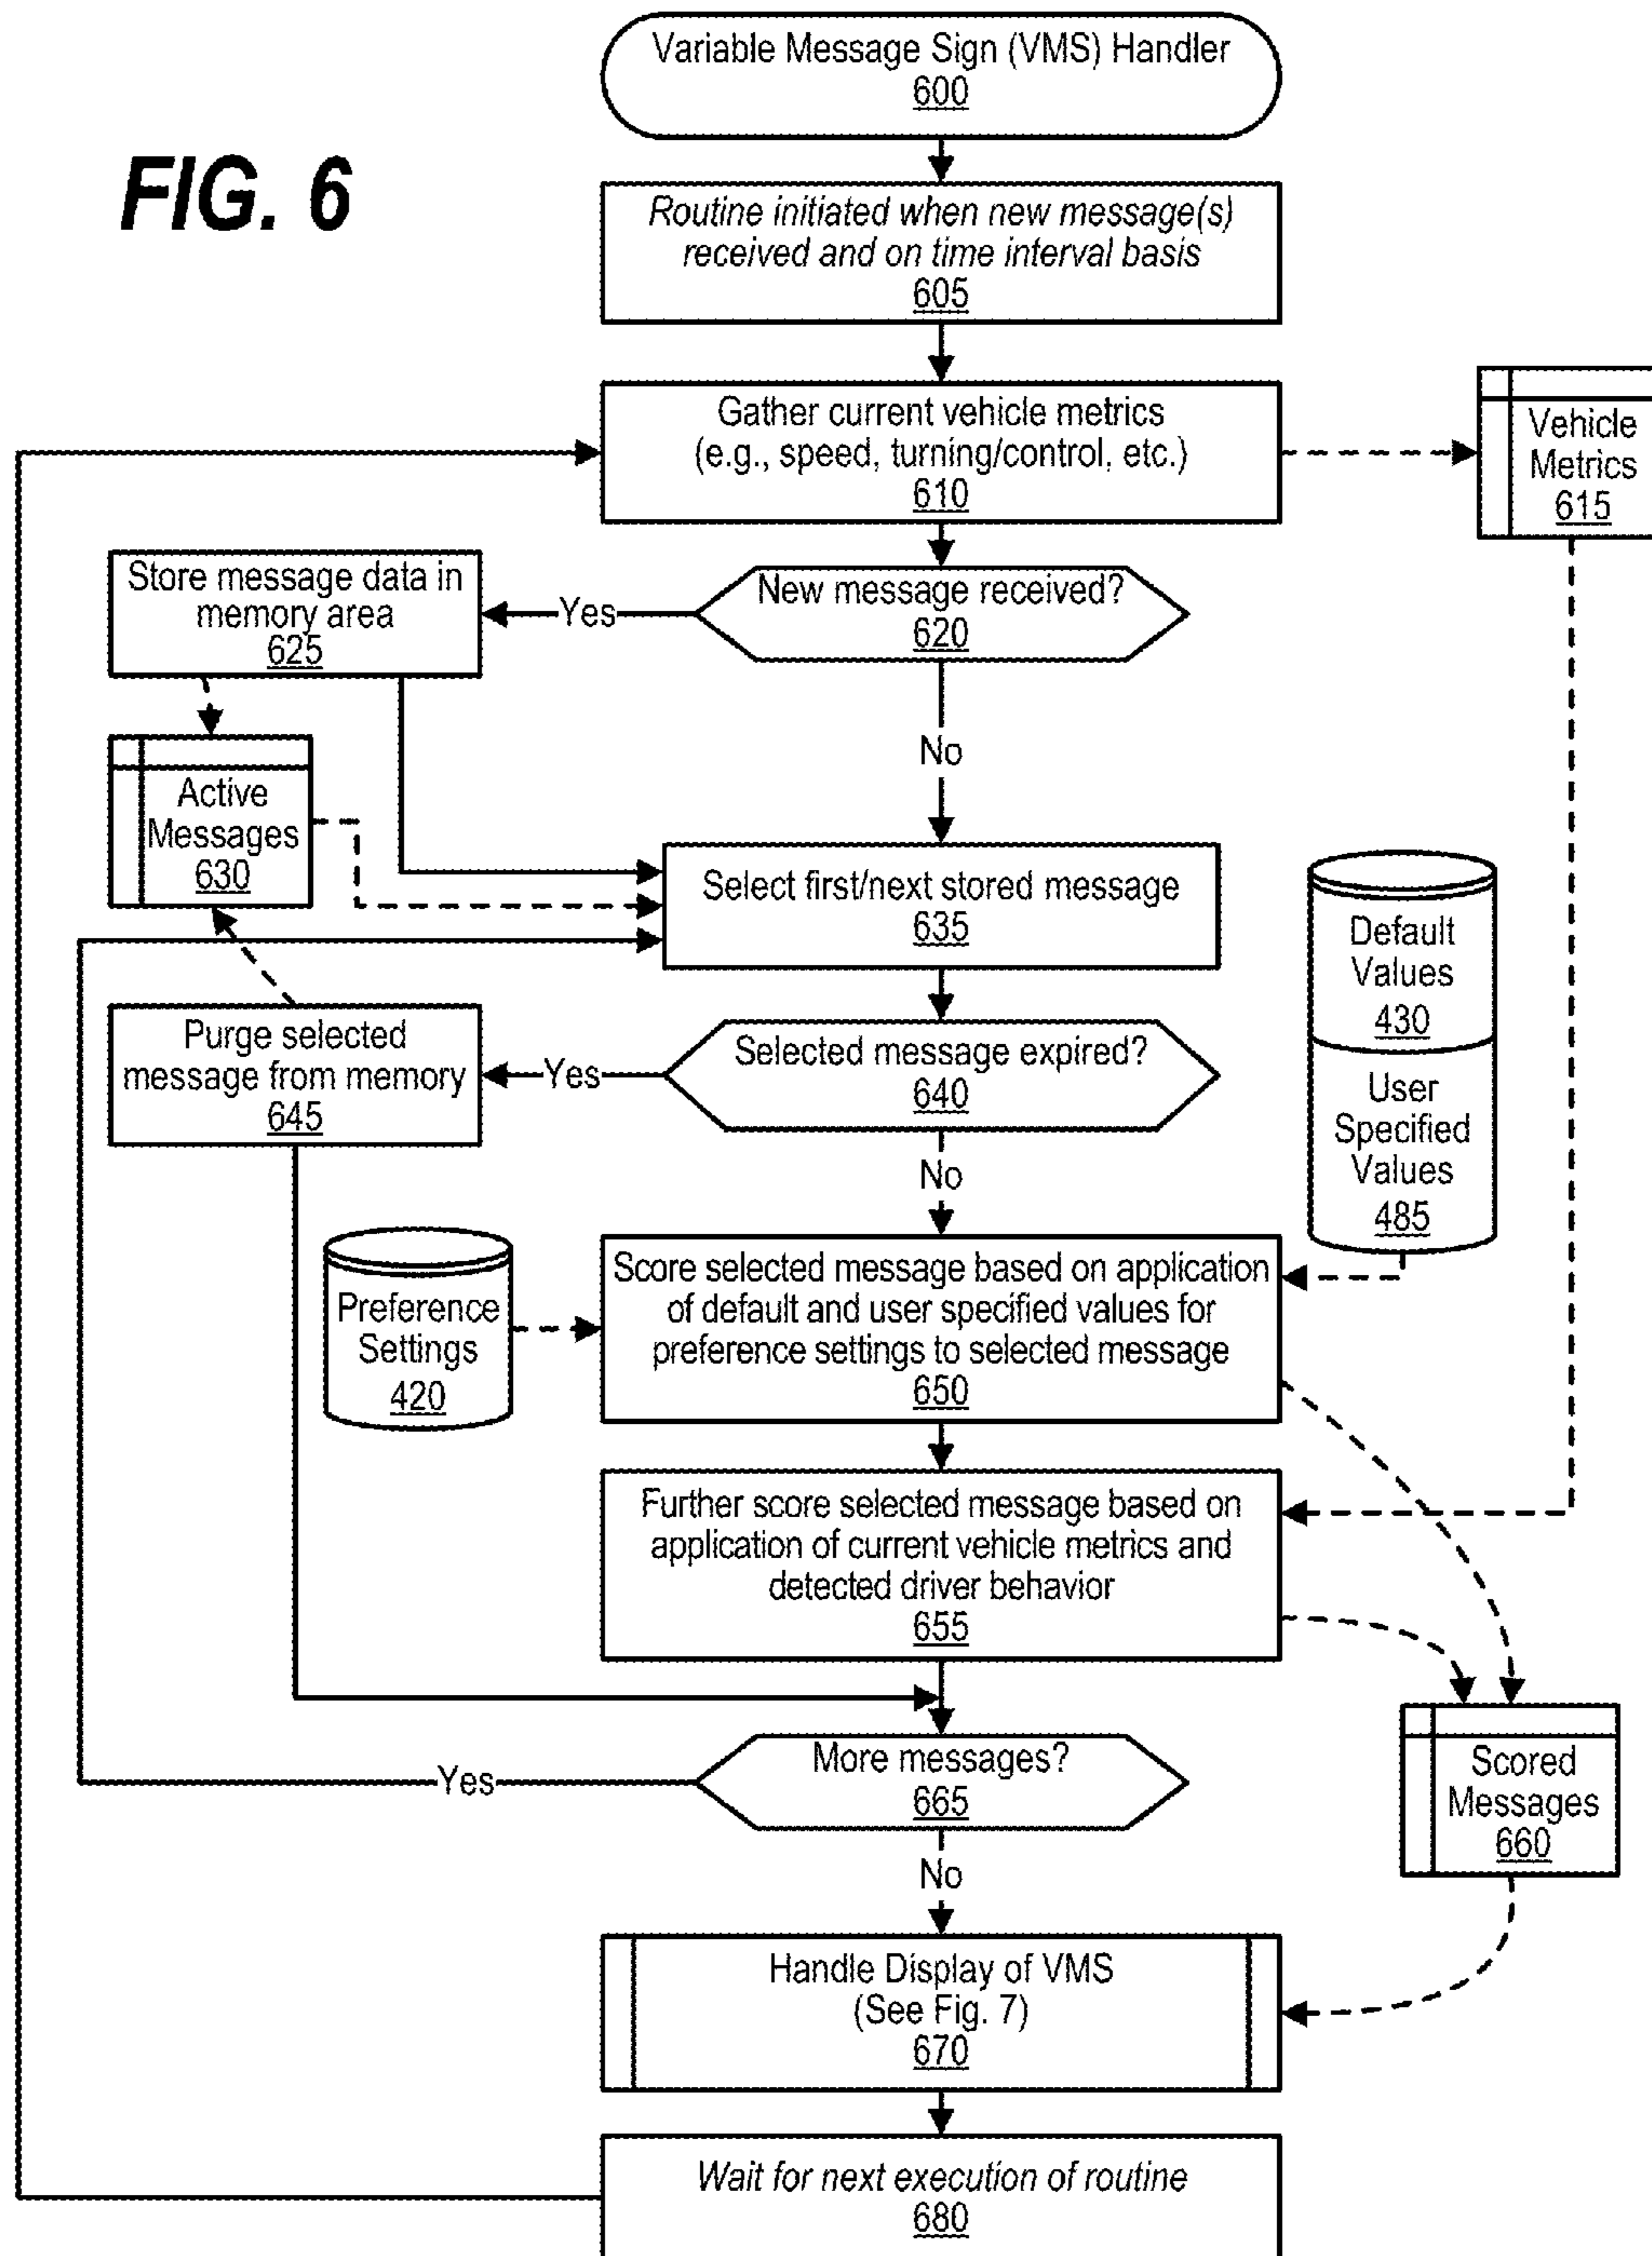 FIG. 6
Variable Message Sign (VMS) Handler
600
Routine initiated when new message(s)
received and on time interval basis
605
Gather current vehicle metrics
(e.g., speed, turning/control, etc.)
610
Vehicle
Metrics
615
New message received?
620
Yes
No
Store message data in
memory area
625
Active
Messages
630
Select first/next stored message
635
Default
Values
430
User
Specified
Values
485
Selected message expired?
640
Yes
No
Purge selected
message from memory
645
Preference
Settings
420
Score selected message based on application
of default and user specified values for
preference settings to selected message
650
Further score selected message based on
application of current vehicle metrics and
detected driver behavior
655
Scored
Messages
660
More messages?
665
Yes
No
Handle Display of VMS
(See Fig. 7)
670
Wait for next execution of routine
680